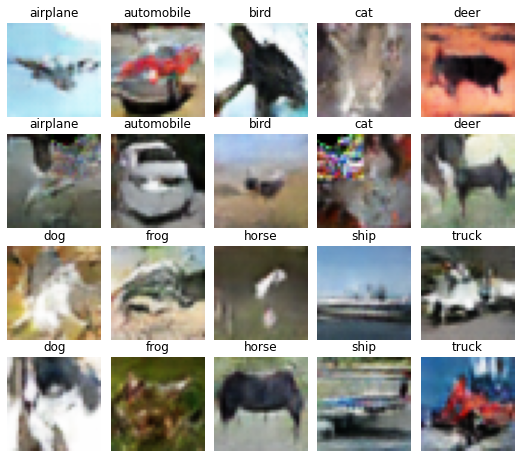 airplane automobile bird cat deer
airplane automobile bird cat deer
dog frog horse ship truck
dog frog horse ship truck